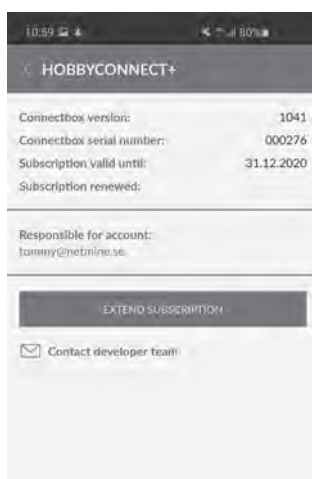 10:59 80%
< HOBBYCONNECT+
Connectbox version: 1041
Connectbox serial number: 000276
Subscription valid until: 31.12.2020
Subscription renewed:
Responsible for account:
tommy@netmine.se
EXTEND SUBSCRIPTION
Contact developer team